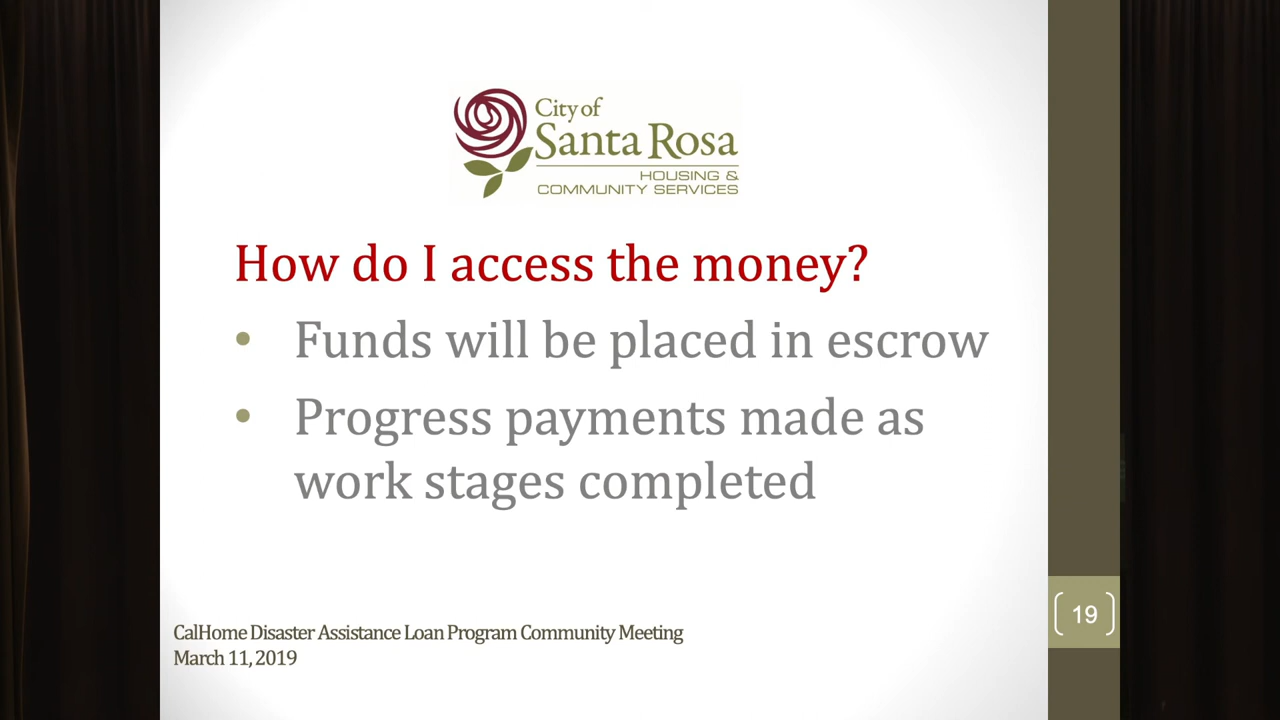 City of
Santa Rosa
HOUSING &
COMMUNITY SERVICES
How do I access the money?
• Funds will be placed in escrow
• Progress payments made as
work stages completed
CalHome Disaster Assistance Loan Program Community Meeting
March 11, 2019
19